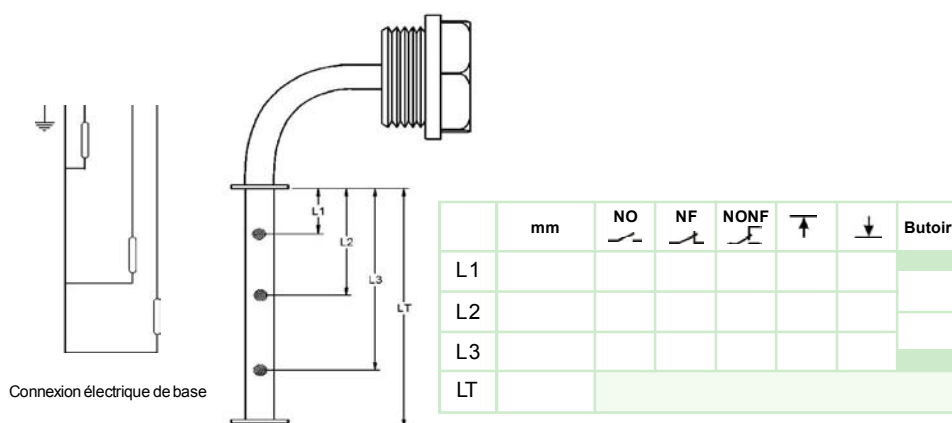 L1
L2
L3
LT
mm NO NF NONF Butoir
L1
L2
L3
LT
Connexion électrique de base